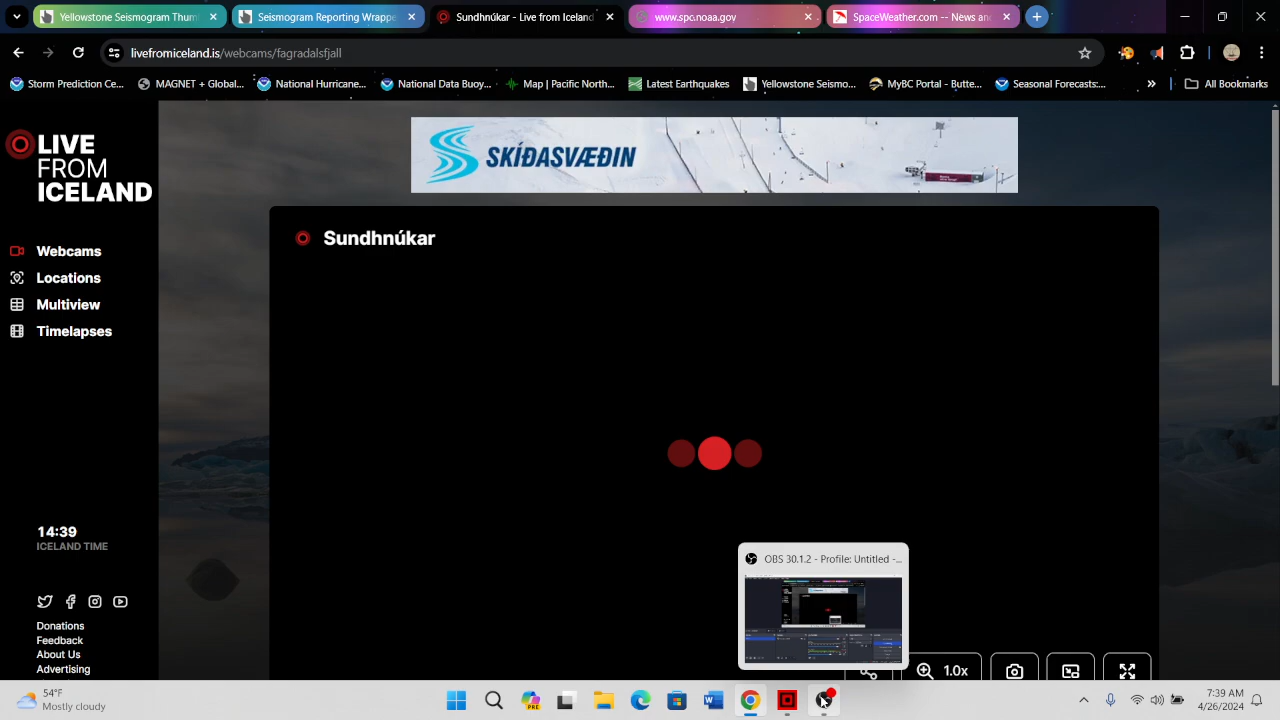 Yellowstone Seismogram Thum
Seismogram Reporting Wrappe
Sundhnúkar - Live from Iceland
www.spc.noaa.gov
SpaceWeather.com -- News an
livefromiceland.is/webcams/fagradalsfjall
Storm Prediction Ce...
MAGNET + Global...
National Hurricane...
National Data Buoy...
Map | Pacific North...
Latest Earthquakes
Yellowstone Seismo...
MyBC Portal - Butte...
Seasonal Forecasts...
All Bookmarks
LIVE
FROM
ICELAND
SKÍÐASVÆÐIN
Sundhnúkar
Webcams
Locations
Multiview
Timelapses
14:39
ICELAND TIME
OBS 30.1.2 - Profile: Untitled -...
Donations
Feedback
About Us
Advertising
1.0x
54°F
Mostly cloudy
7:39 AM
4/26/2024